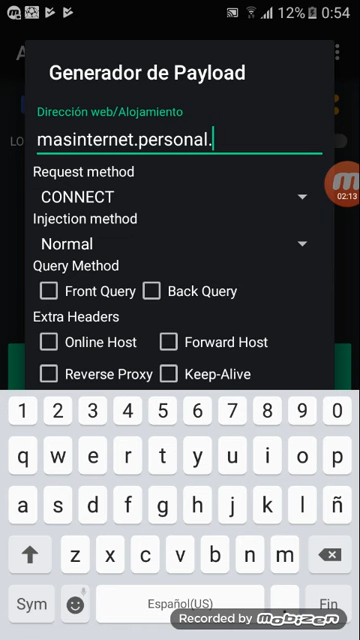 12% 0:54
A
Generador de Payload
Dirección web/Alojamiento
masinternet.personal.
LO
Request method
CONNECT
02:13
Injection method
Normal
Query Method
Front Query Back Query
Extra Headers
Online Host Forward Host
Reverse Proxy Keep-Alive
1 2 3 4 5 6 7 8 9 0
q w e r t y u i o p
a s d f g h j k l ñ
z x c v b n m
Sym Español(US) . Fin
Recorded by Mobizen